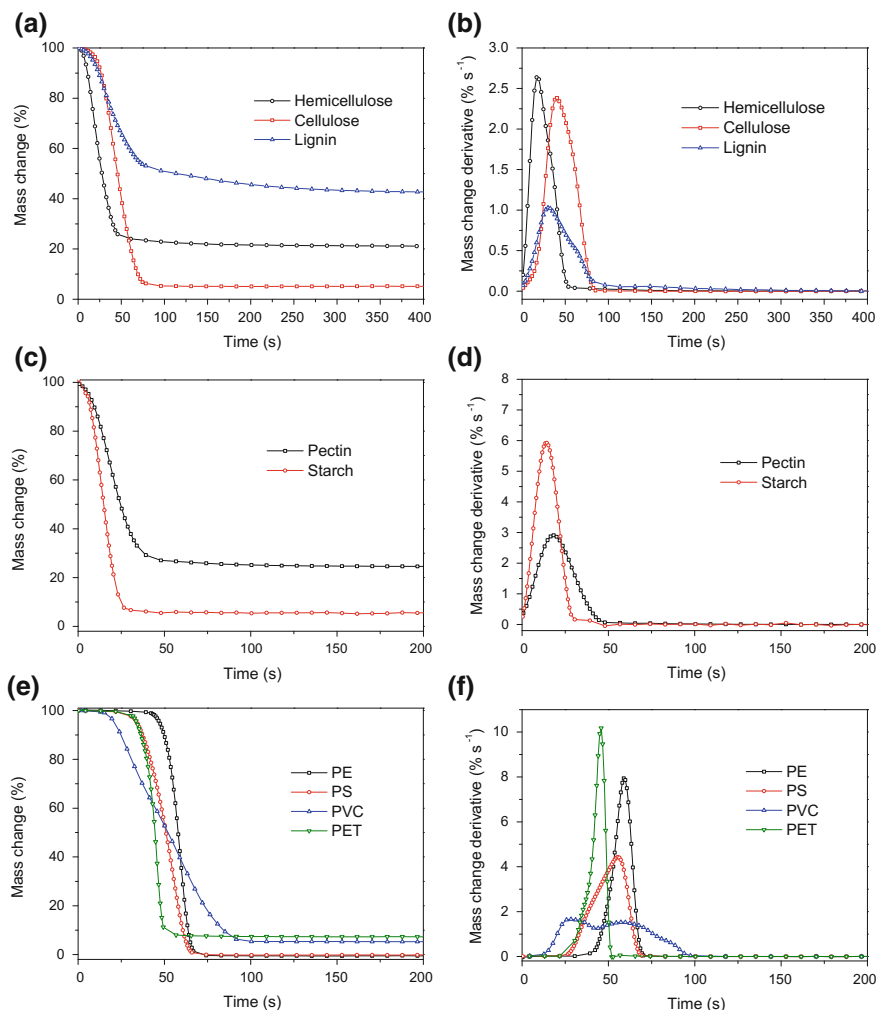 (a)
100
80
60
40
20
0
Mass change (%)
Hemicellulose
Cellulose
Lignin
0 50 100 150 200 250 300 350 400
Time (s)
(b)
3.0
2.5
2.0
1.5
1.0
0.5
0.0
Mass change derivative (% s⁻¹)
Hemicellulose
Cellulose
Lignin
0 50 100 150 200 250 300 350 400
Time (s)
(c)
100
80
60
40
20
0
Mass change (%)
Pectin
Starch
0 50 100 150 200
Time (s)
(d)
8
7
6
5
4
3
2
1
0
Mass change derivative (% s⁻¹)
Pectin
Starch
0 50 100 150 200
Time (s)
(e)
100
80
60
40
20
0
Mass change (%)
PE
PS
PVC
PET
0 50 100 150 200
Time (s)
(f)
10
8
6
4
2
0
Mass change derivative (% s⁻¹)
PE
PS
PVC
PET
0 50 100 150 200
Time (s)